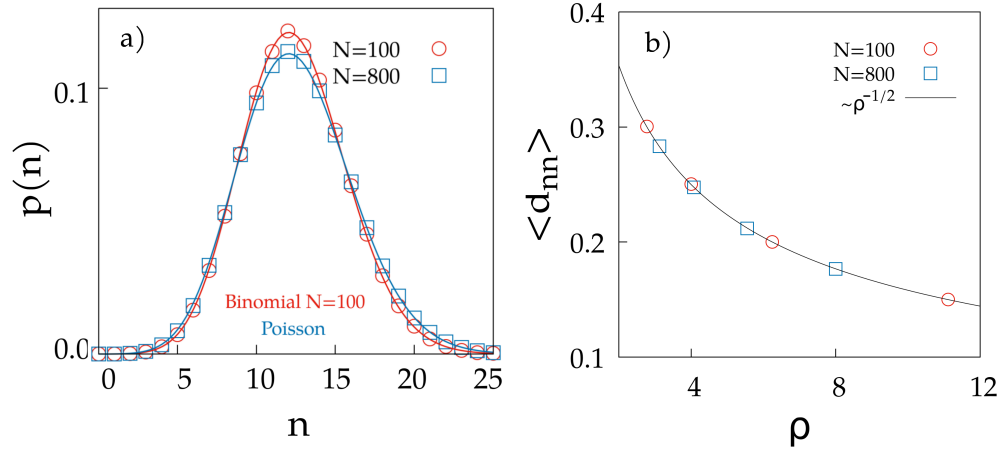 a)
N=100
N=800
0.1
0.0
p(n)
Binomial N=100
Poisson
0 5 10 15 20 25
n
b)
N=100
N=800
~ρ^-1/2
0.4
0.3
0.2
0.1
<d_nn>
4 8 12
ρ